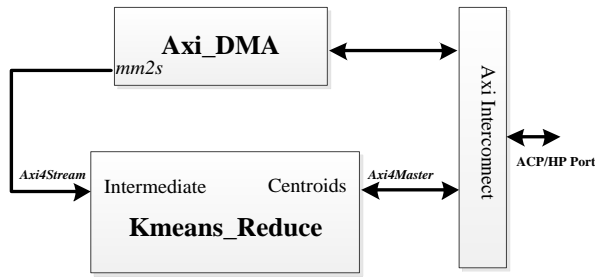 Axi_DMA
mm2s
Axi Interconnect
ACP/HP Port
Axi4Stream
Intermediate
Centroids
Axi4Master
Kmeans_Reduce